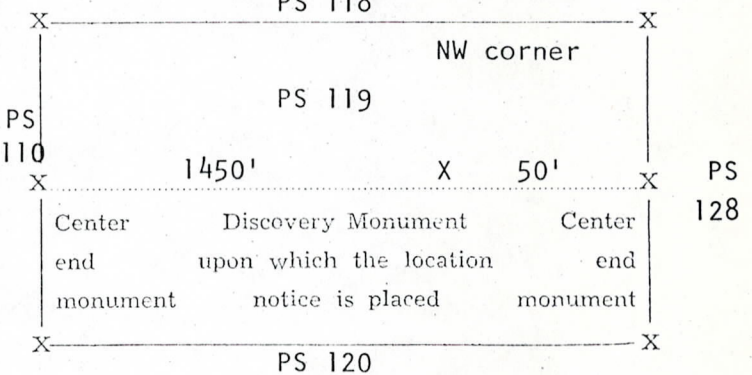 PS 118
X X
NW corner
PS 119
PS
110
1450' X 50' PS
X X
128
Center Discovery Monument Center
end upon which the location end
monument notice is placed monument
X X
PS 120